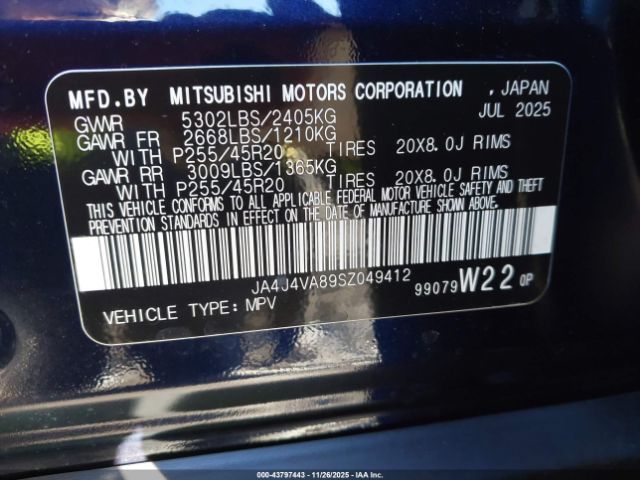 MFD.BY MITSUBISHI MOTORS CORPORATION , JAPAN
GVWR 5302LBS/2405KG JUL 2025
GAWR FR 2668LBS/1210KG
WITH P255/45R20 TIRES 20X8.0J RIMS
GAWR RR 3009LBS/1365KG
WITH P255/45R20 TIRES 20X8.0J RIMS
THIS VEHICLE CONFORMS TO ALL APPLICABLE FEDERAL MOTOR VEHICLE SAFETY AND THEFT
PREVENTION STANDARDS IN EFFECT ON THE DATE OF MANUFACTURE SHOWN ABOVE.
JA4J4VA89SZ049412
99079 W22 0P
VEHICLE TYPE: MPV
IAA-43797443 | 11/26/2025 | Copyright © IAA, LLC